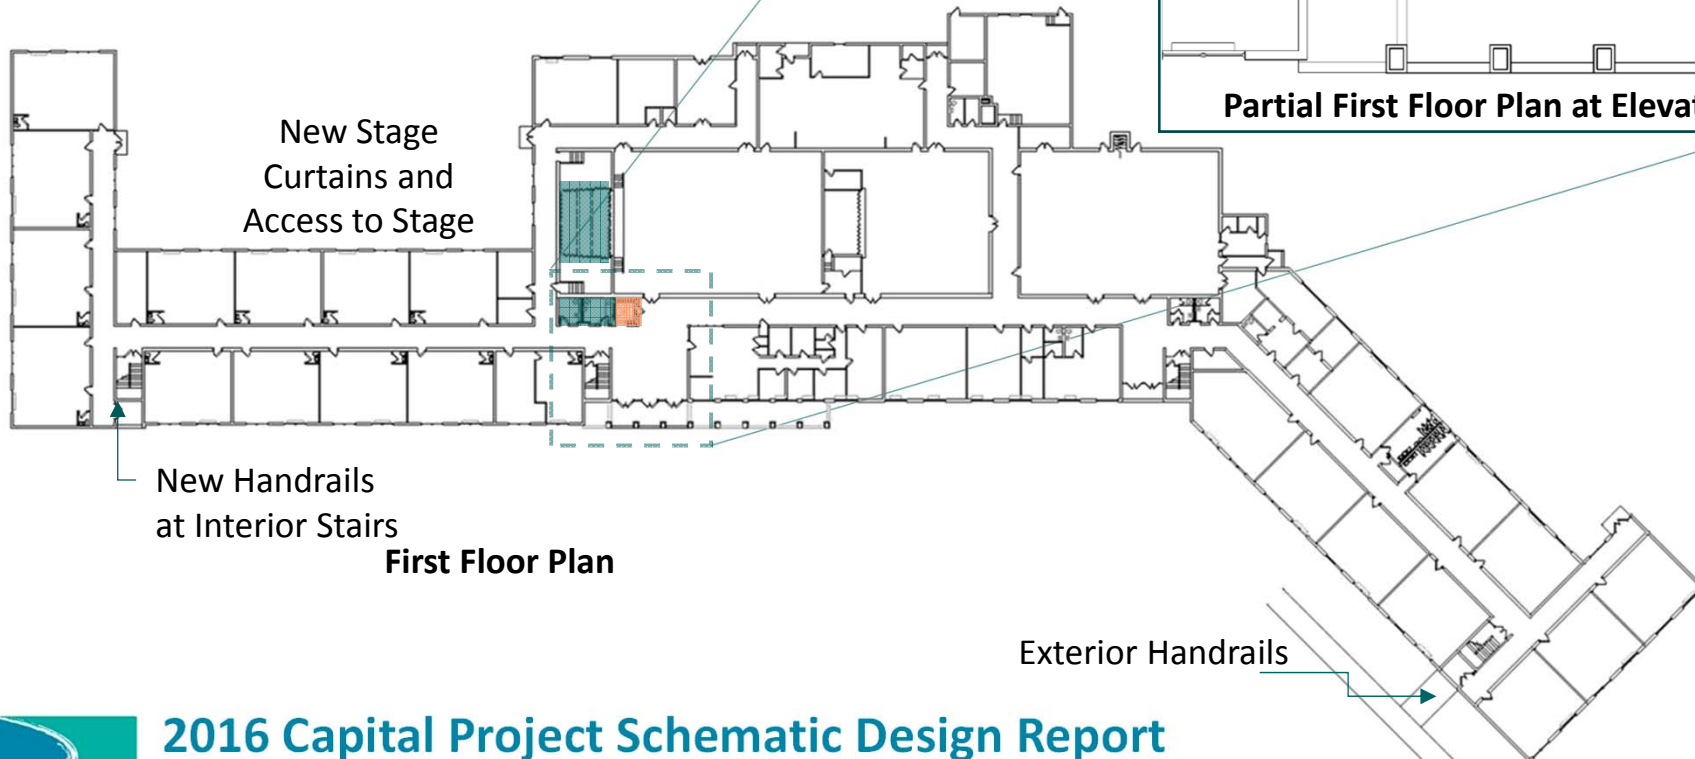 Partial First Floor Plan at
New Stage
Curtains and
Access to Stage
New Handrails
at Interior Stairs
First Floor Plan
Exterior Handrails
2016 Capital Project Schematic Design Report